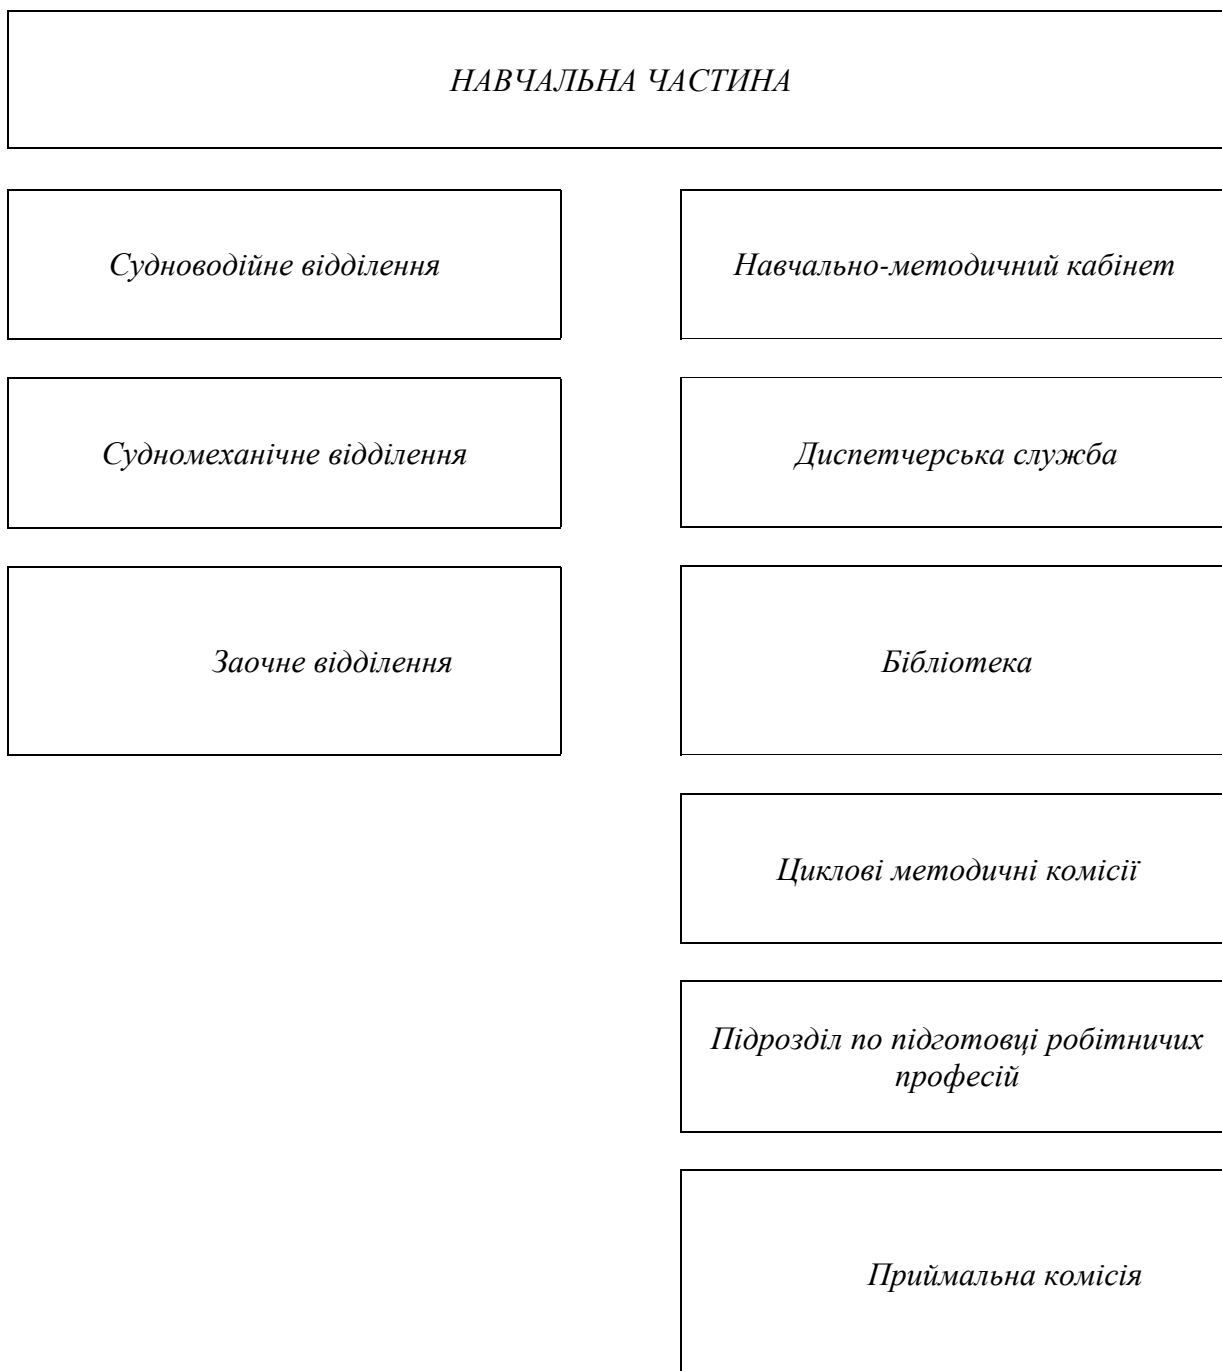 НАВЧАЛЬНА ЧАСТИНА
Судноводійне відділення
Навчально-методичний кабінет
Судномеханічне відділення
Диспетчерська служба
Заочне відділення
Бібліотека
Циклові методичні комісії
Підрозділ по підготовці робітничих
професій
Приймальна комісія